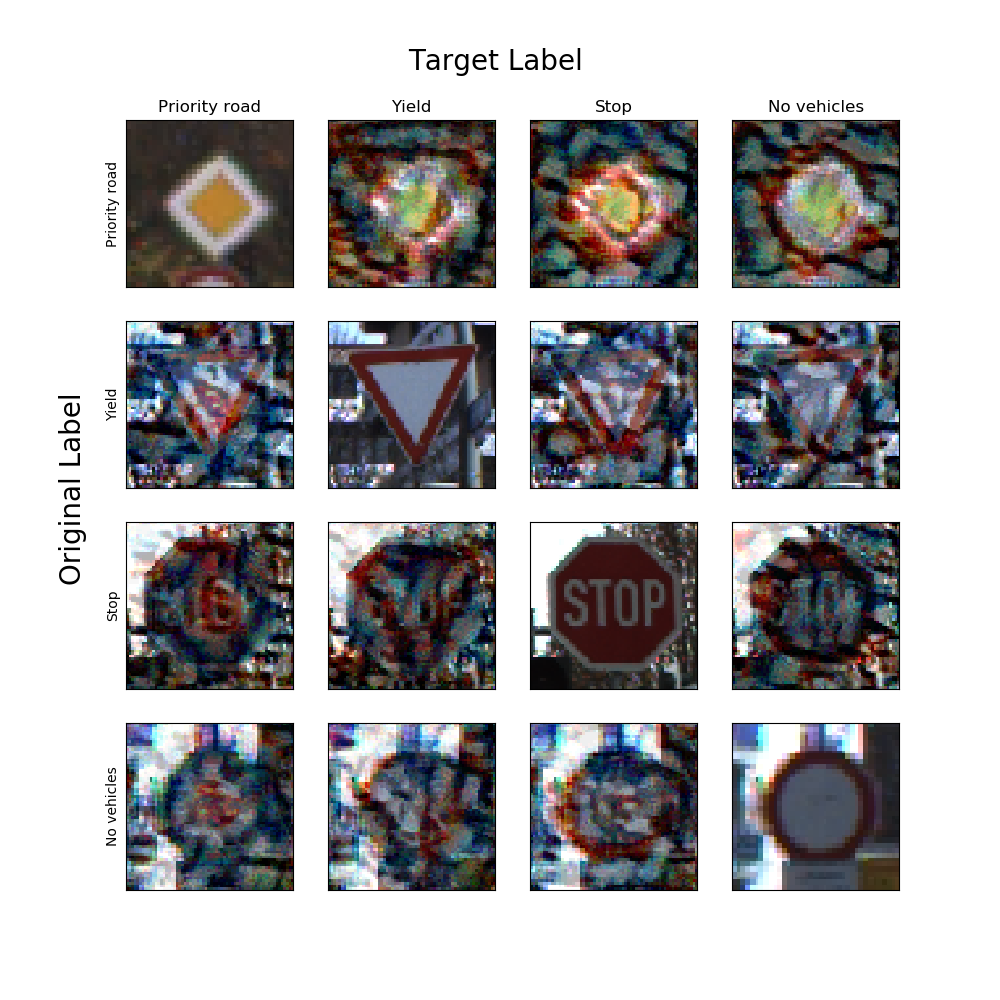 Target Label
Priority road Yield Stop No vehicles
Priority road
Yield
Original Label
Stop
STOP
No vehicles